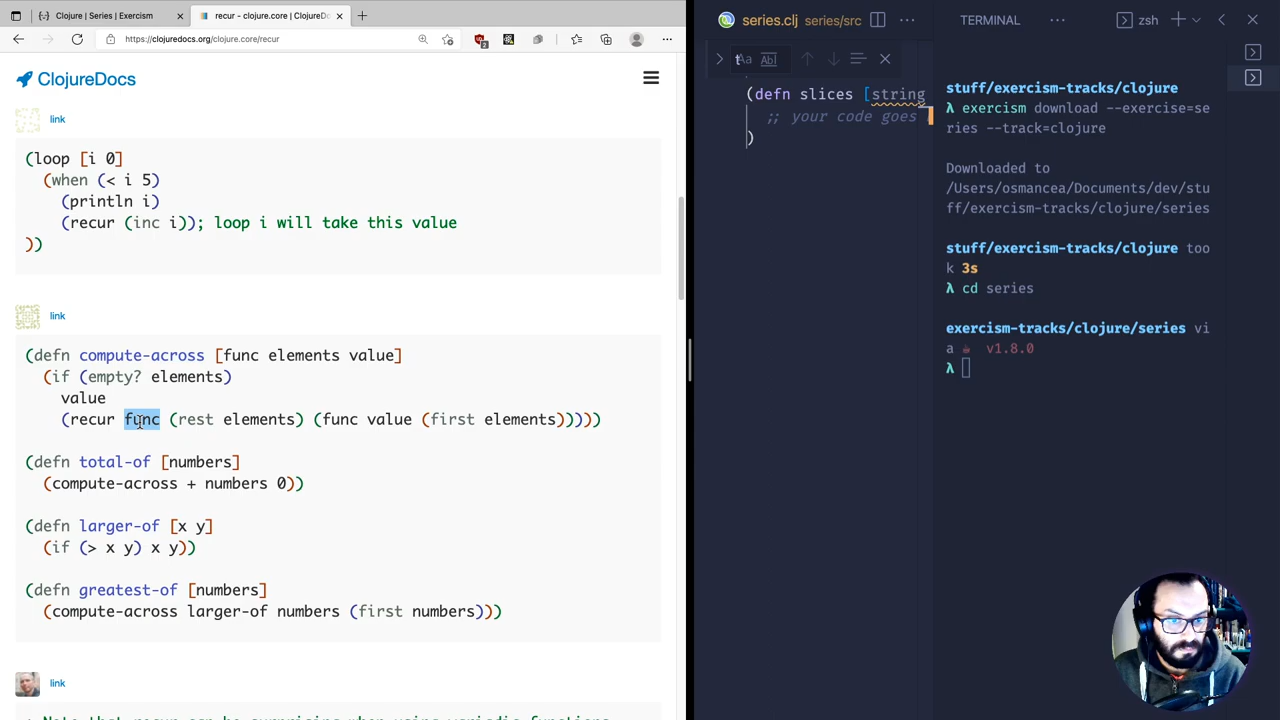 Clojure | Series | Exercism
recur - clojure.core | ClojureDo
https://clojuredocs.org/clojure.core/recur
2
ClojureDocs
link
(loop [i 0]
(when (< i 5)
(println i)
(recur (inc i)); loop i will take this value
))
link
(defn compute-across [func elements value]
(if (empty? elements)
value
(recur func (rest elements) (func value (first elements)))))
(defn total-of [numbers]
(compute-across + numbers 0))
(defn larger-of [x y]
(if (> x y) x y))
(defn greatest-of [numbers]
(compute-across larger-of numbers (first numbers)))
link
series.clj series/src
Aa Abl
(defn slices [string
;; your code goes
)
TERMINAL
zsh
stuff/exercism-tracks/clojure
λ exercism download --exercise=se
ries --track=clojure
Downloaded to
/Users/osmancea/Documents/dev/stu
ff/exercism-tracks/clojure/series
stuff/exercism-tracks/clojure too
k 3s
λ cd series
exercism-tracks/clojure/series vi
a ☕ v1.8.0
λ